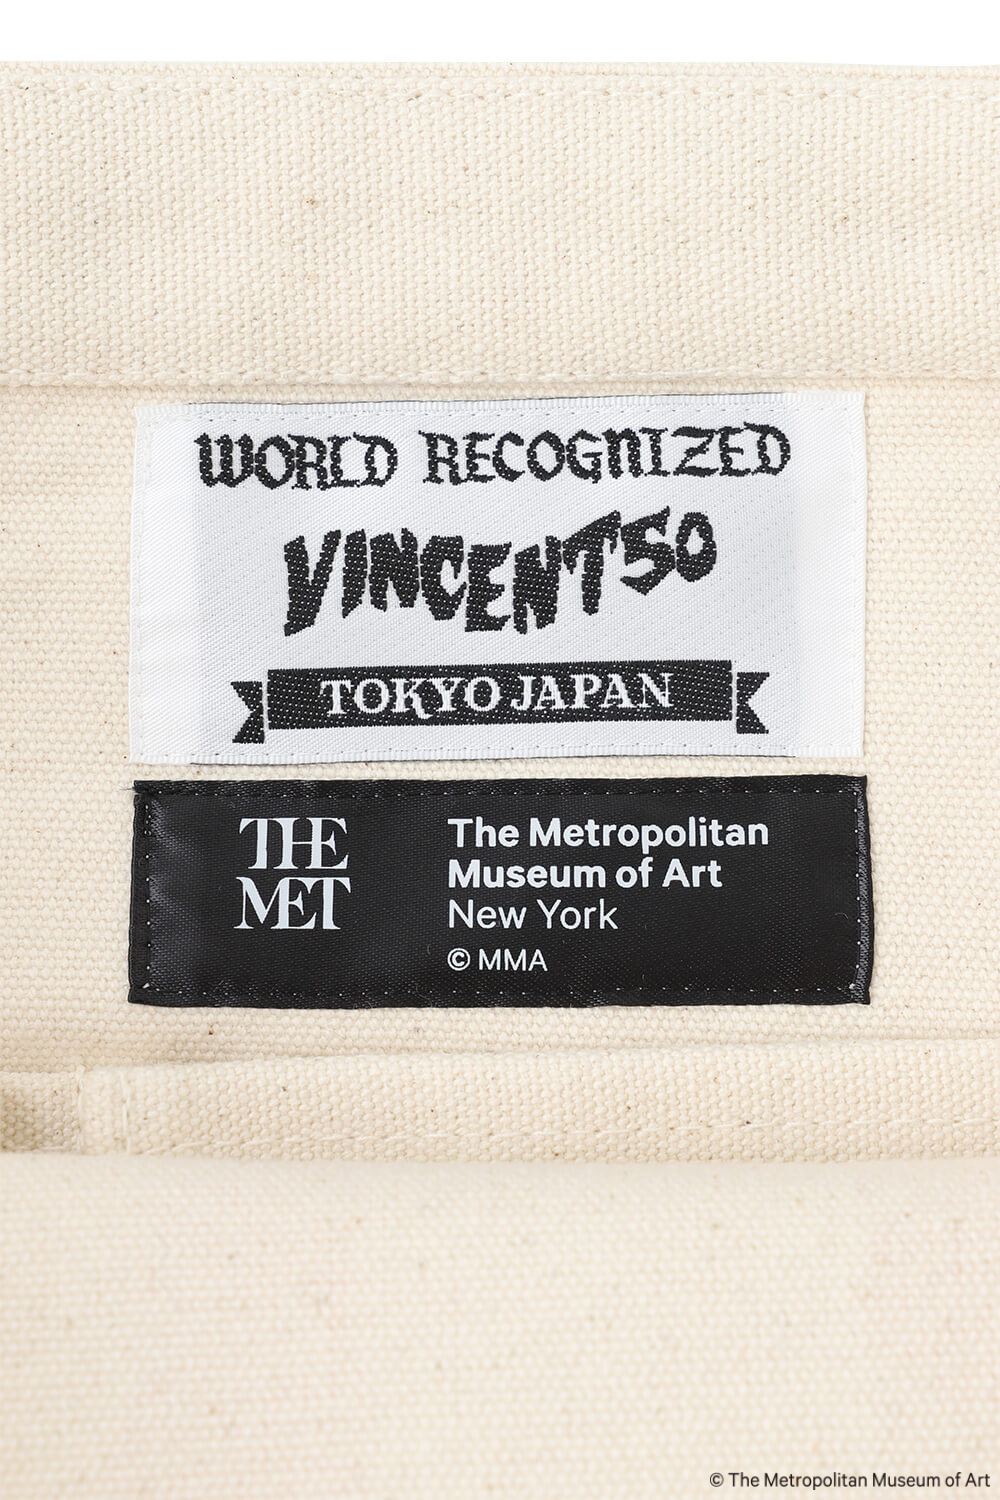 WORLD RECOGNIZED
VINCENT50
TOKYO JAPAN
THE
MET
The Metropolitan
Museum of Art
New York
© MMA
© The Metropolitan Museum of Art